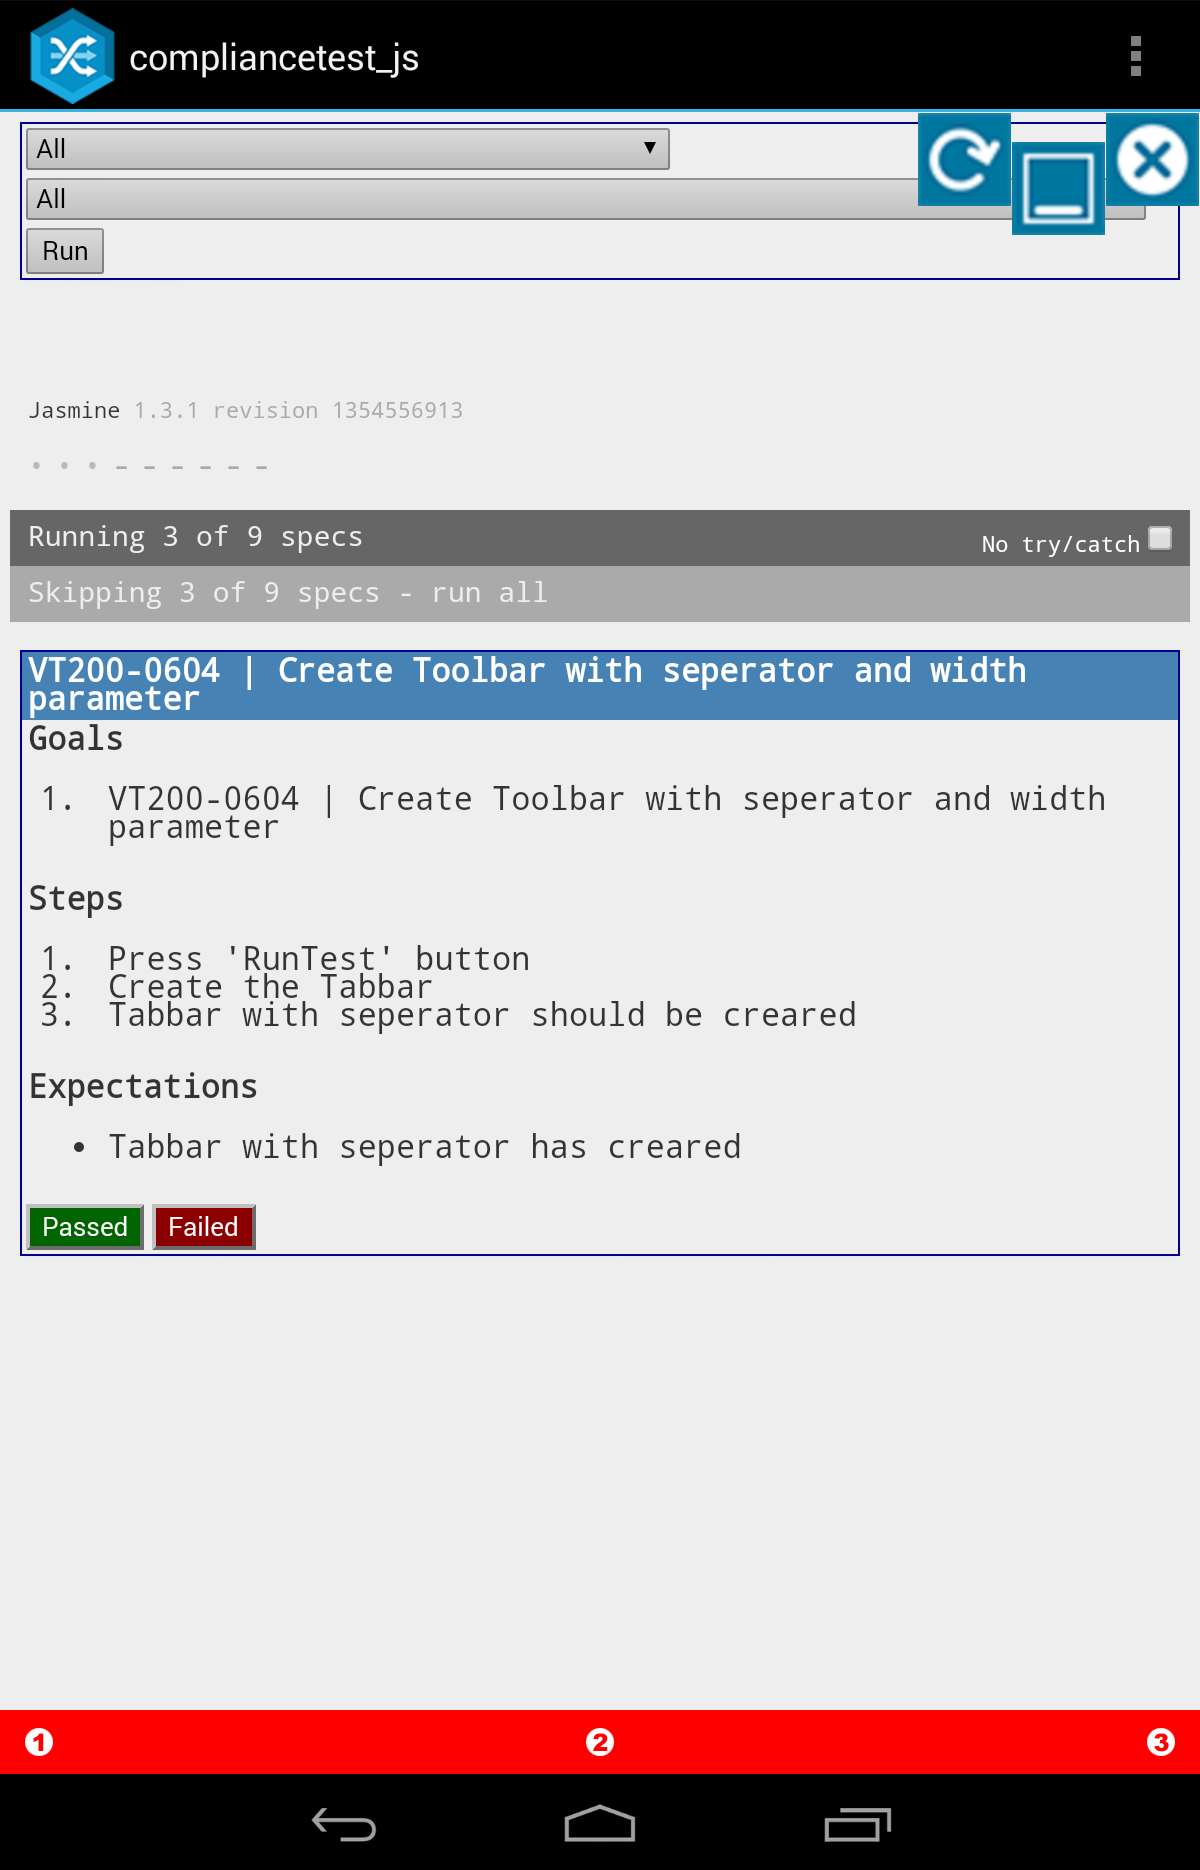 compliancetest_js
All
All
Run
Jasmine 1.3.1 revision 1354556913
• • • - - - - - -
Running 3 of 9 specs
No try/catch
Skipping 3 of 9 specs - run all
VT200-0604 | Create Toolbar with seperator and width
parameter
Goals
1. VT200-0604 | Create Toolbar with seperator and width
parameter
Steps
1. Press 'RunTest' button
2. Create the Tabbar
3. Tabbar with seperator should be creared
Expectations
• Tabbar with seperator has creared
Passed Failed
1 2 3